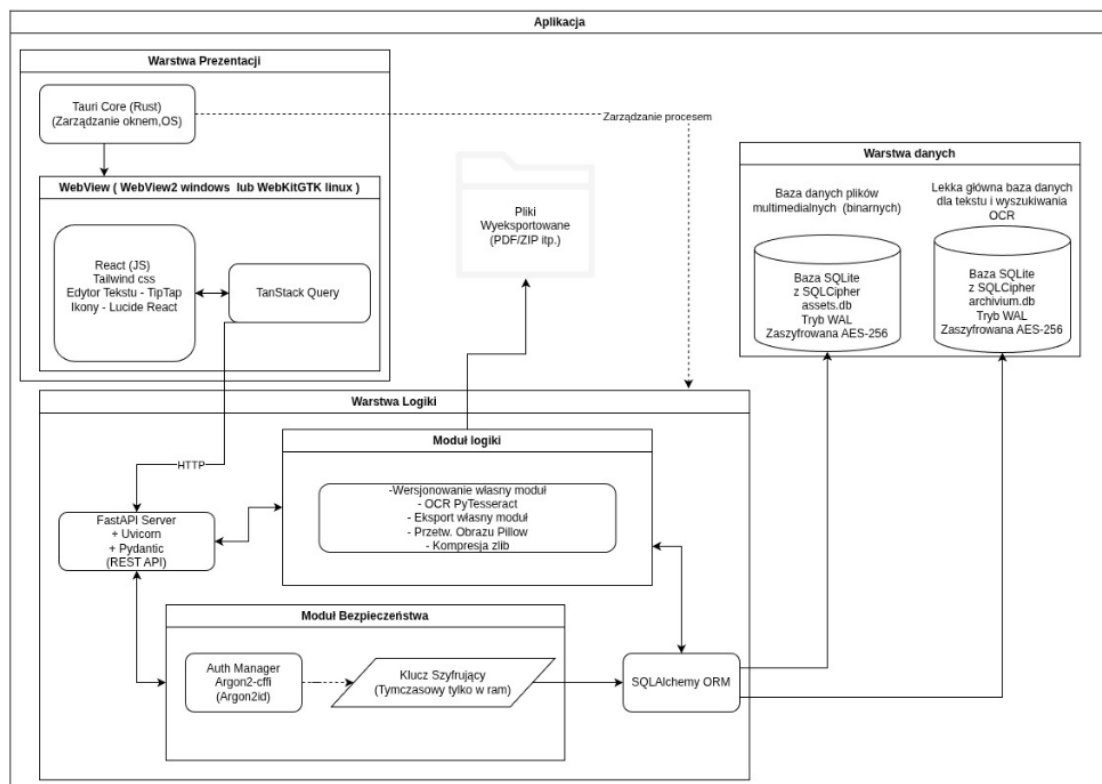 Aplikacja
Warstwa Prezentacji
Tauri Core (Rust)
(Zarządzanie oknem,OS)
Zarządzanie procesem
WebView ( WebView2 windows lub WebKitGTK linux )
React (JS)
Tailwind css
Edytor Tekstu - TipTap
Ikony - Lucide React
TanStack Query
Pliki
Wyeksportowane
(PDF/ZIP itp.)
Warstwa danych
Baza danych plików
multimedialnych (binarnych)
Lekka główna baza danych
dla tekstu i wyszukiwania
OCR
Baza SQLite
z SQLCipher
assets.db
Tryb WAL
Zaszyfrowana AES-256
Baza SQLite
z SQLCipher
archivium.db
Tryb WAL
Zaszyfrowana AES-256
Warstwa Logiki
HTTP
FastAPI Server
+ Uvicorn
+ Pydantic
(REST API)
Moduł logiki
-Wersjonowanie własny moduł
- OCR PyTesseract
- Eksport własny moduł
- Przetw. Obrazu Pillow
- Kompresja zlib
Moduł Bezpieczeństwa
Auth Manager
Argon2-cffi
(Argon2id)
Klucz Szyfrujący
(Tymczasowy tylko w ram)
SQLAlchemy ORM